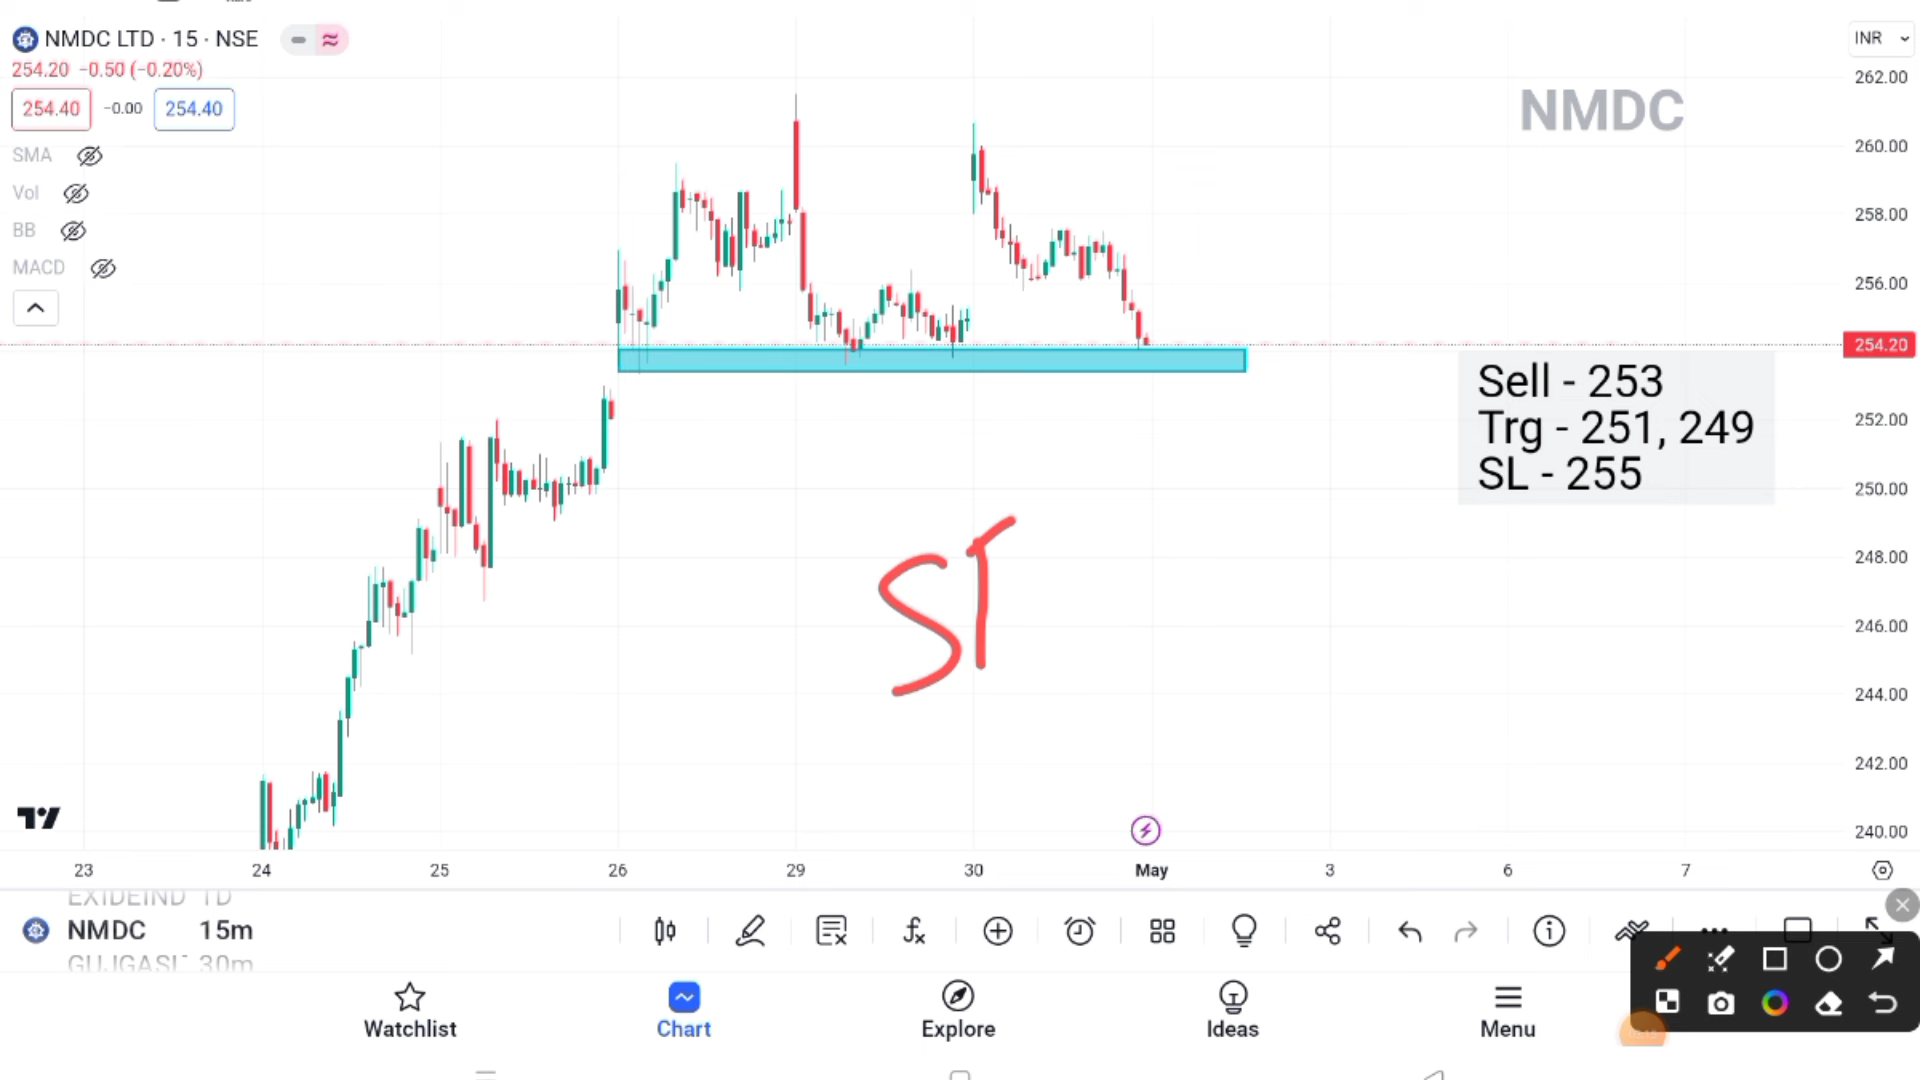 NMDC LTD · 15 · NSE
254.20 −0.50 (−0.20%)
254.40 −0.00 254.40
SMA
Vol
BB
MACD
INR
NMDC
262.00
260.00
258.00
256.00
254.20
252.00
250.00
248.00
246.00
244.00
242.00
240.00
Sell - 253
Trg - 251, 249
SL - 255
ST
23 24 25 26 29 30 May 3 6 7
EXIDEIND 1D
NMDC 15m
30m
Watchlist Chart Explore Ideas Menu